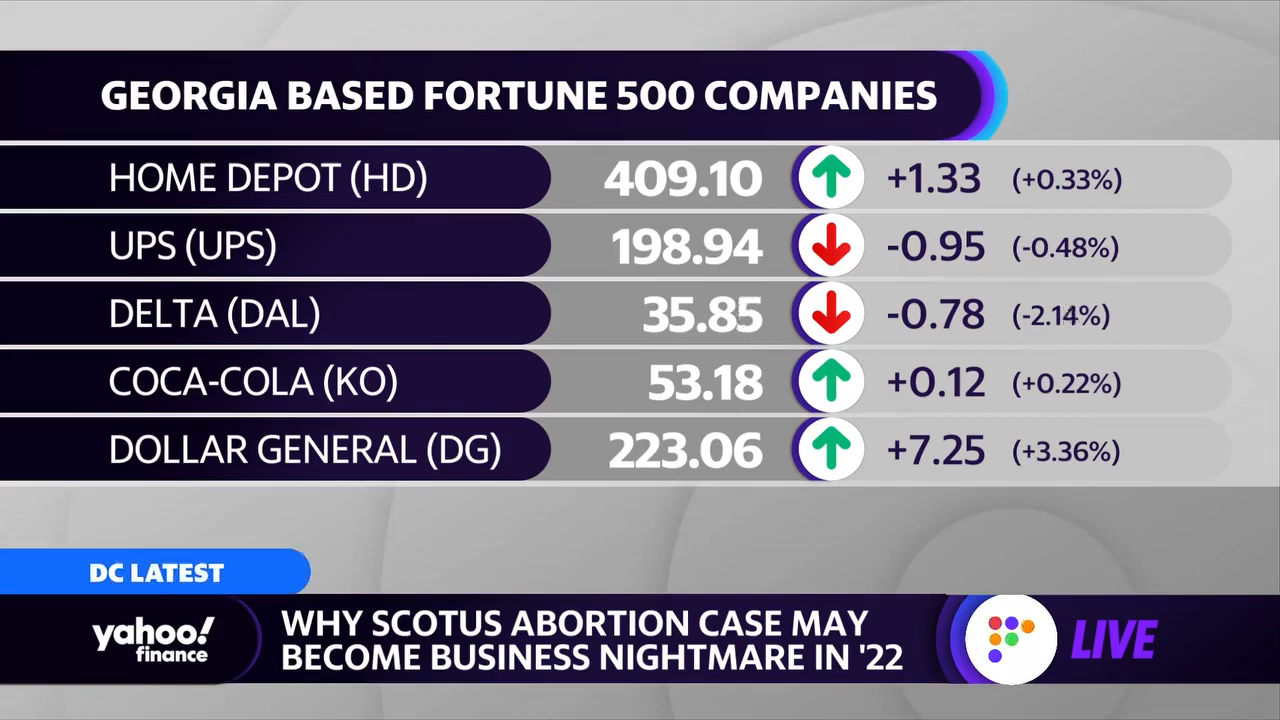 GEORGIA BASED FORTUNE 500 COMPANIES
HOME DEPOT (HD) 409.10 +1.33 (+0.33%)
UPS (UPS) 198.94 -0.95 (-0.48%)
DELTA (DAL) 35.85 -0.78 (-2.14%)
COCA-COLA (KO) 53.18 +0.12 (+0.22%)
DOLLAR GENERAL (DG) 223.06 +7.25 (+3.36%)
DC LATEST
yahoo!
finance
WHY SCOTUS ABORTION CASE MAY
BECOME BUSINESS NIGHTMARE IN '22
LIVE